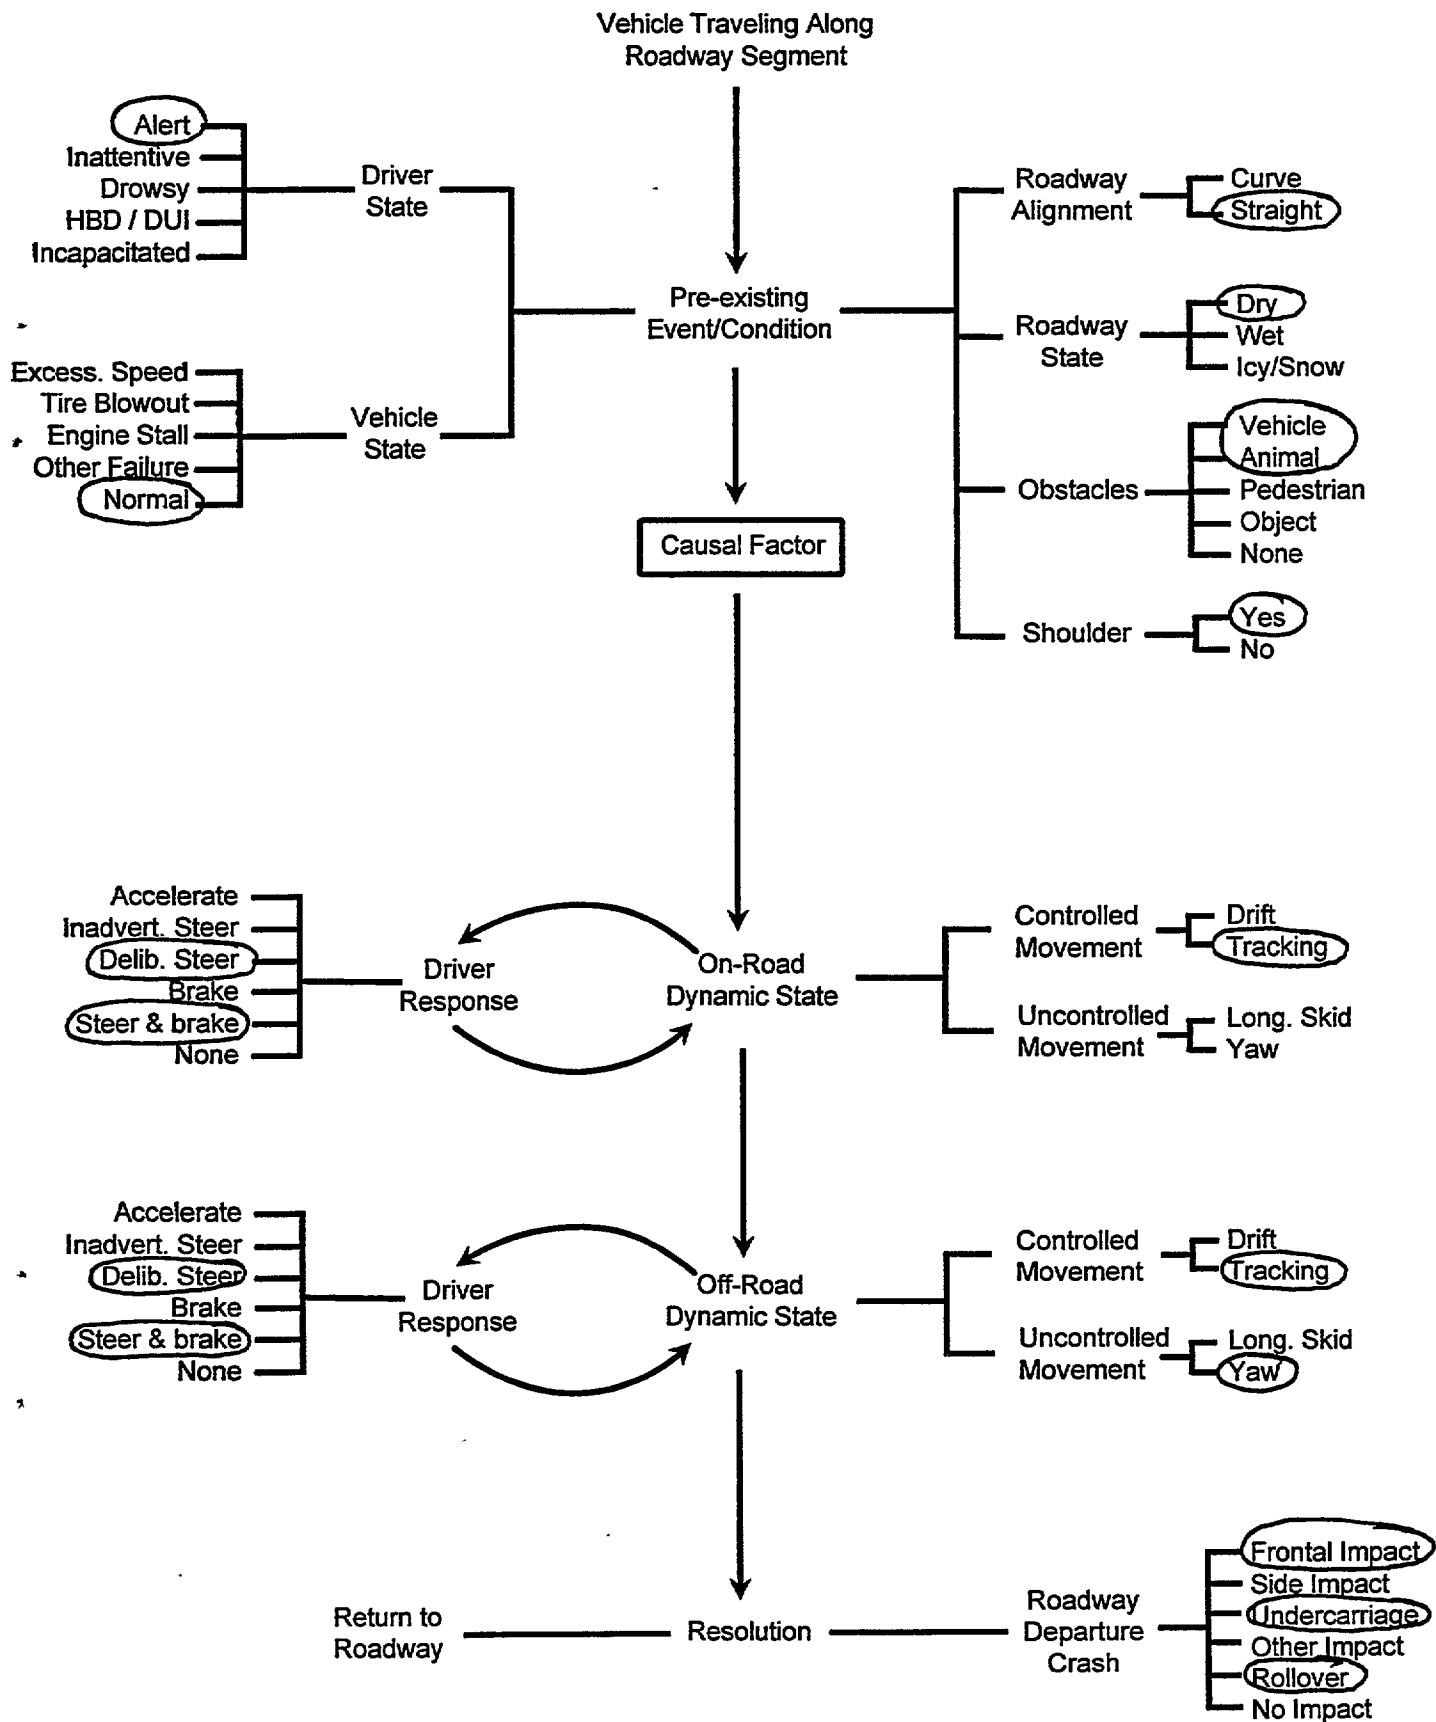 Vehicle Traveling Along
Roadway Segment
Alert
Inattentive
Drowsy
HBD / DUI
Incapacitated
Driver
State
Excess. Speed
Tire Blowout
Engine Stall
Other Failure
Normal
Vehicle
State
Pre-existing
Event/Condition
Roadway
Alignment
Curve
Straight
Roadway
State
Dry
Wet
Icy/Snow
Obstacles
Vehicle
Animal
Pedestrian
Object
None
Shoulder
Yes
No
Causal Factor
Accelerate
Inadvert. Steer
Delib. Steer
Brake
Steer & brake
None
Driver
Response
On-Road
Dynamic State
Controlled
Movement
Drift
Tracking
Uncontrolled
Movement
Long. Skid
Yaw
Accelerate
Inadvert. Steer
Delib. Steer
Brake
Steer & brake
None
Driver
Response
Off-Road
Dynamic State
Controlled
Movement
Drift
Tracking
Uncontrolled
Movement
Long. Skid
Yaw
Return to
Roadway
Resolution
Roadway
Departure
Crash
Frontal Impact
Side Impact
Undercarriage
Other Impact
Rollover
No Impact